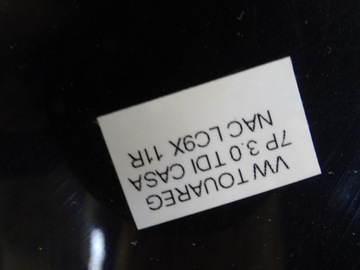 VW TOUAREG
7P 3.0 TDI CASA
NAC LC9X 11R